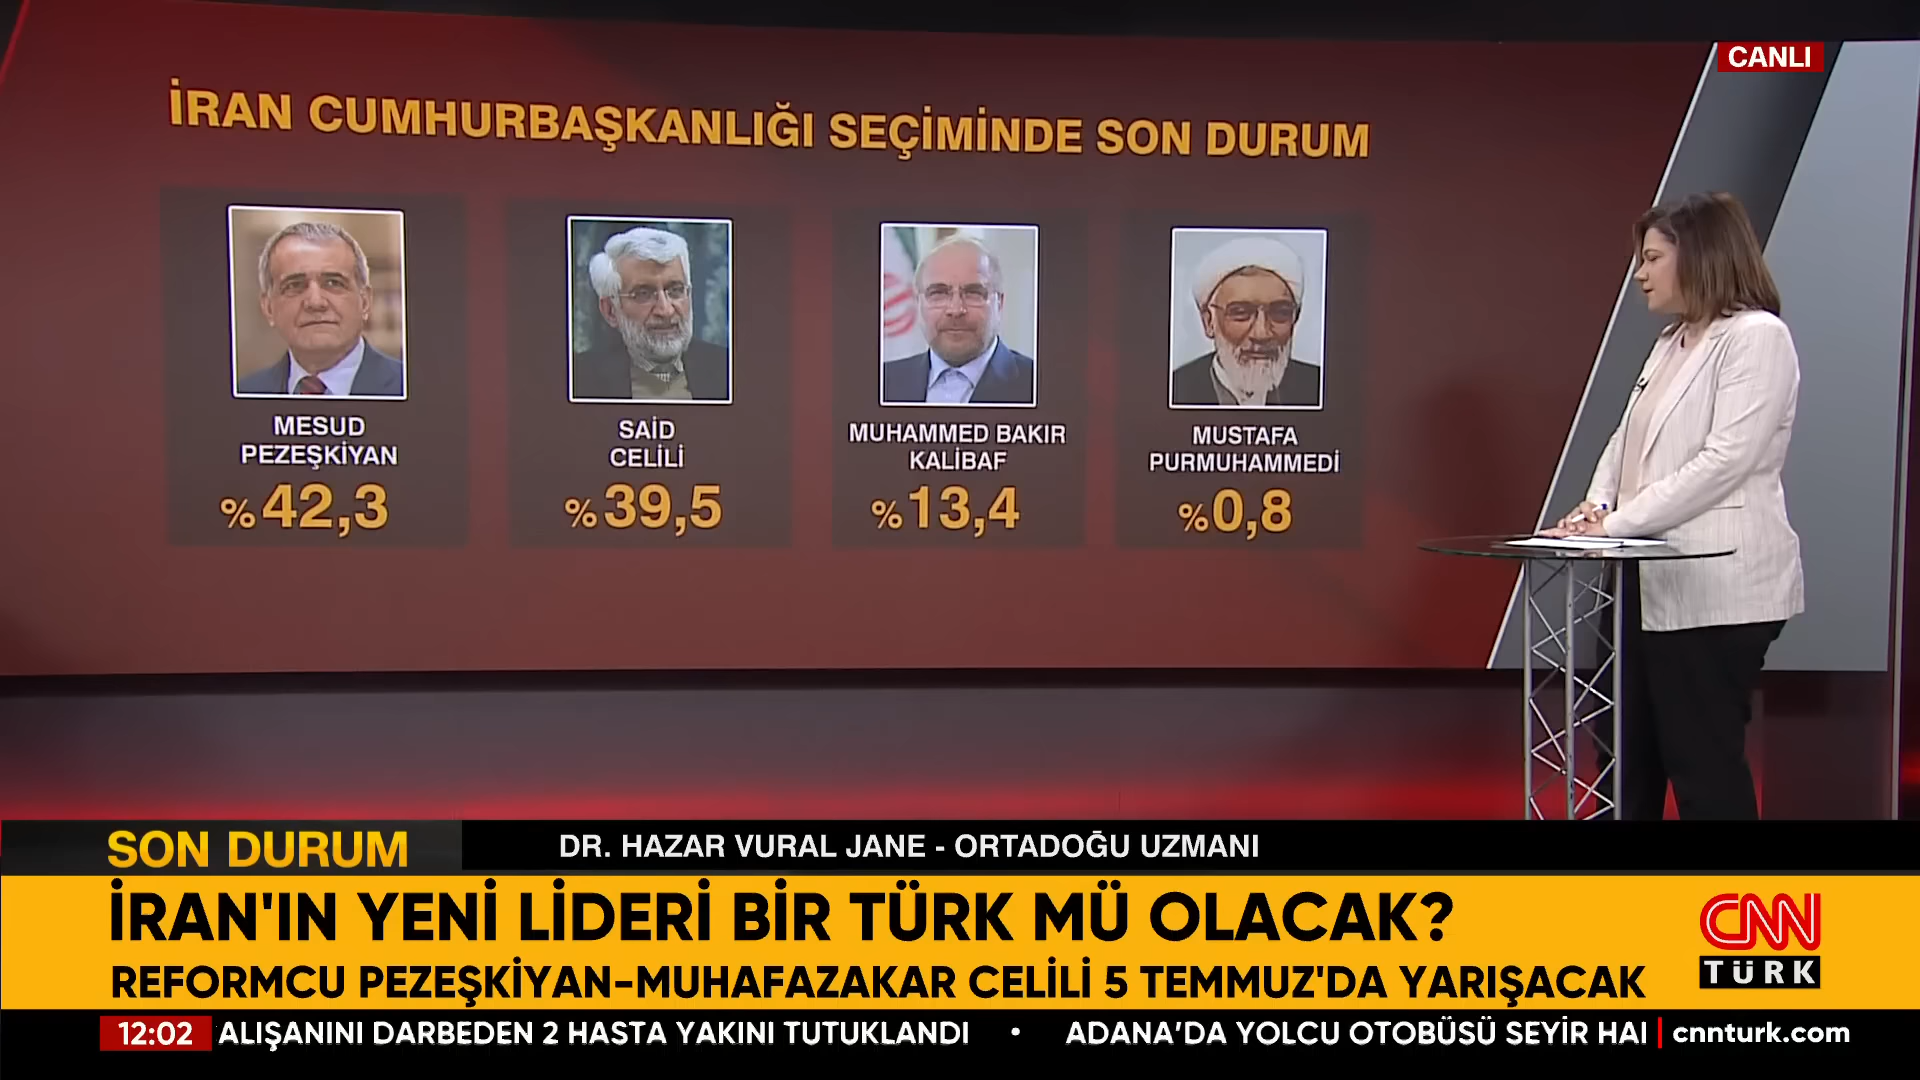 CANLI
İRAN CUMHURBAŞKANLIĞI SEÇİMİNDE SON DURUM
MESUD
PEZEŞKİYAN
%42,3
SAİD
CELİLİ
%39,5
MUHAMMED BAKIR
KALİBAF
%13,4
MUSTAFA
PURMUHAMMEDİ
%0,8
SON DURUM
DR. HAZAR VURAL JANE - ORTADOĞU UZMANI
İRAN'IN YENİ LİDERİ BİR TÜRK MÜ OLACAK?
REFORMCU PEZEŞKİYAN-MUHAFAZAKAR CELİLİ 5 TEMMUZ'DA YARIŞACAK
CNN
TÜRK
12:02 ALIŞANINI DARBEDEN 2 HASTA YAKINI TUTUKLANDI • ADANA’DA YOLCU OTOBÜSÜ SEYİR HAI cnnturk.com